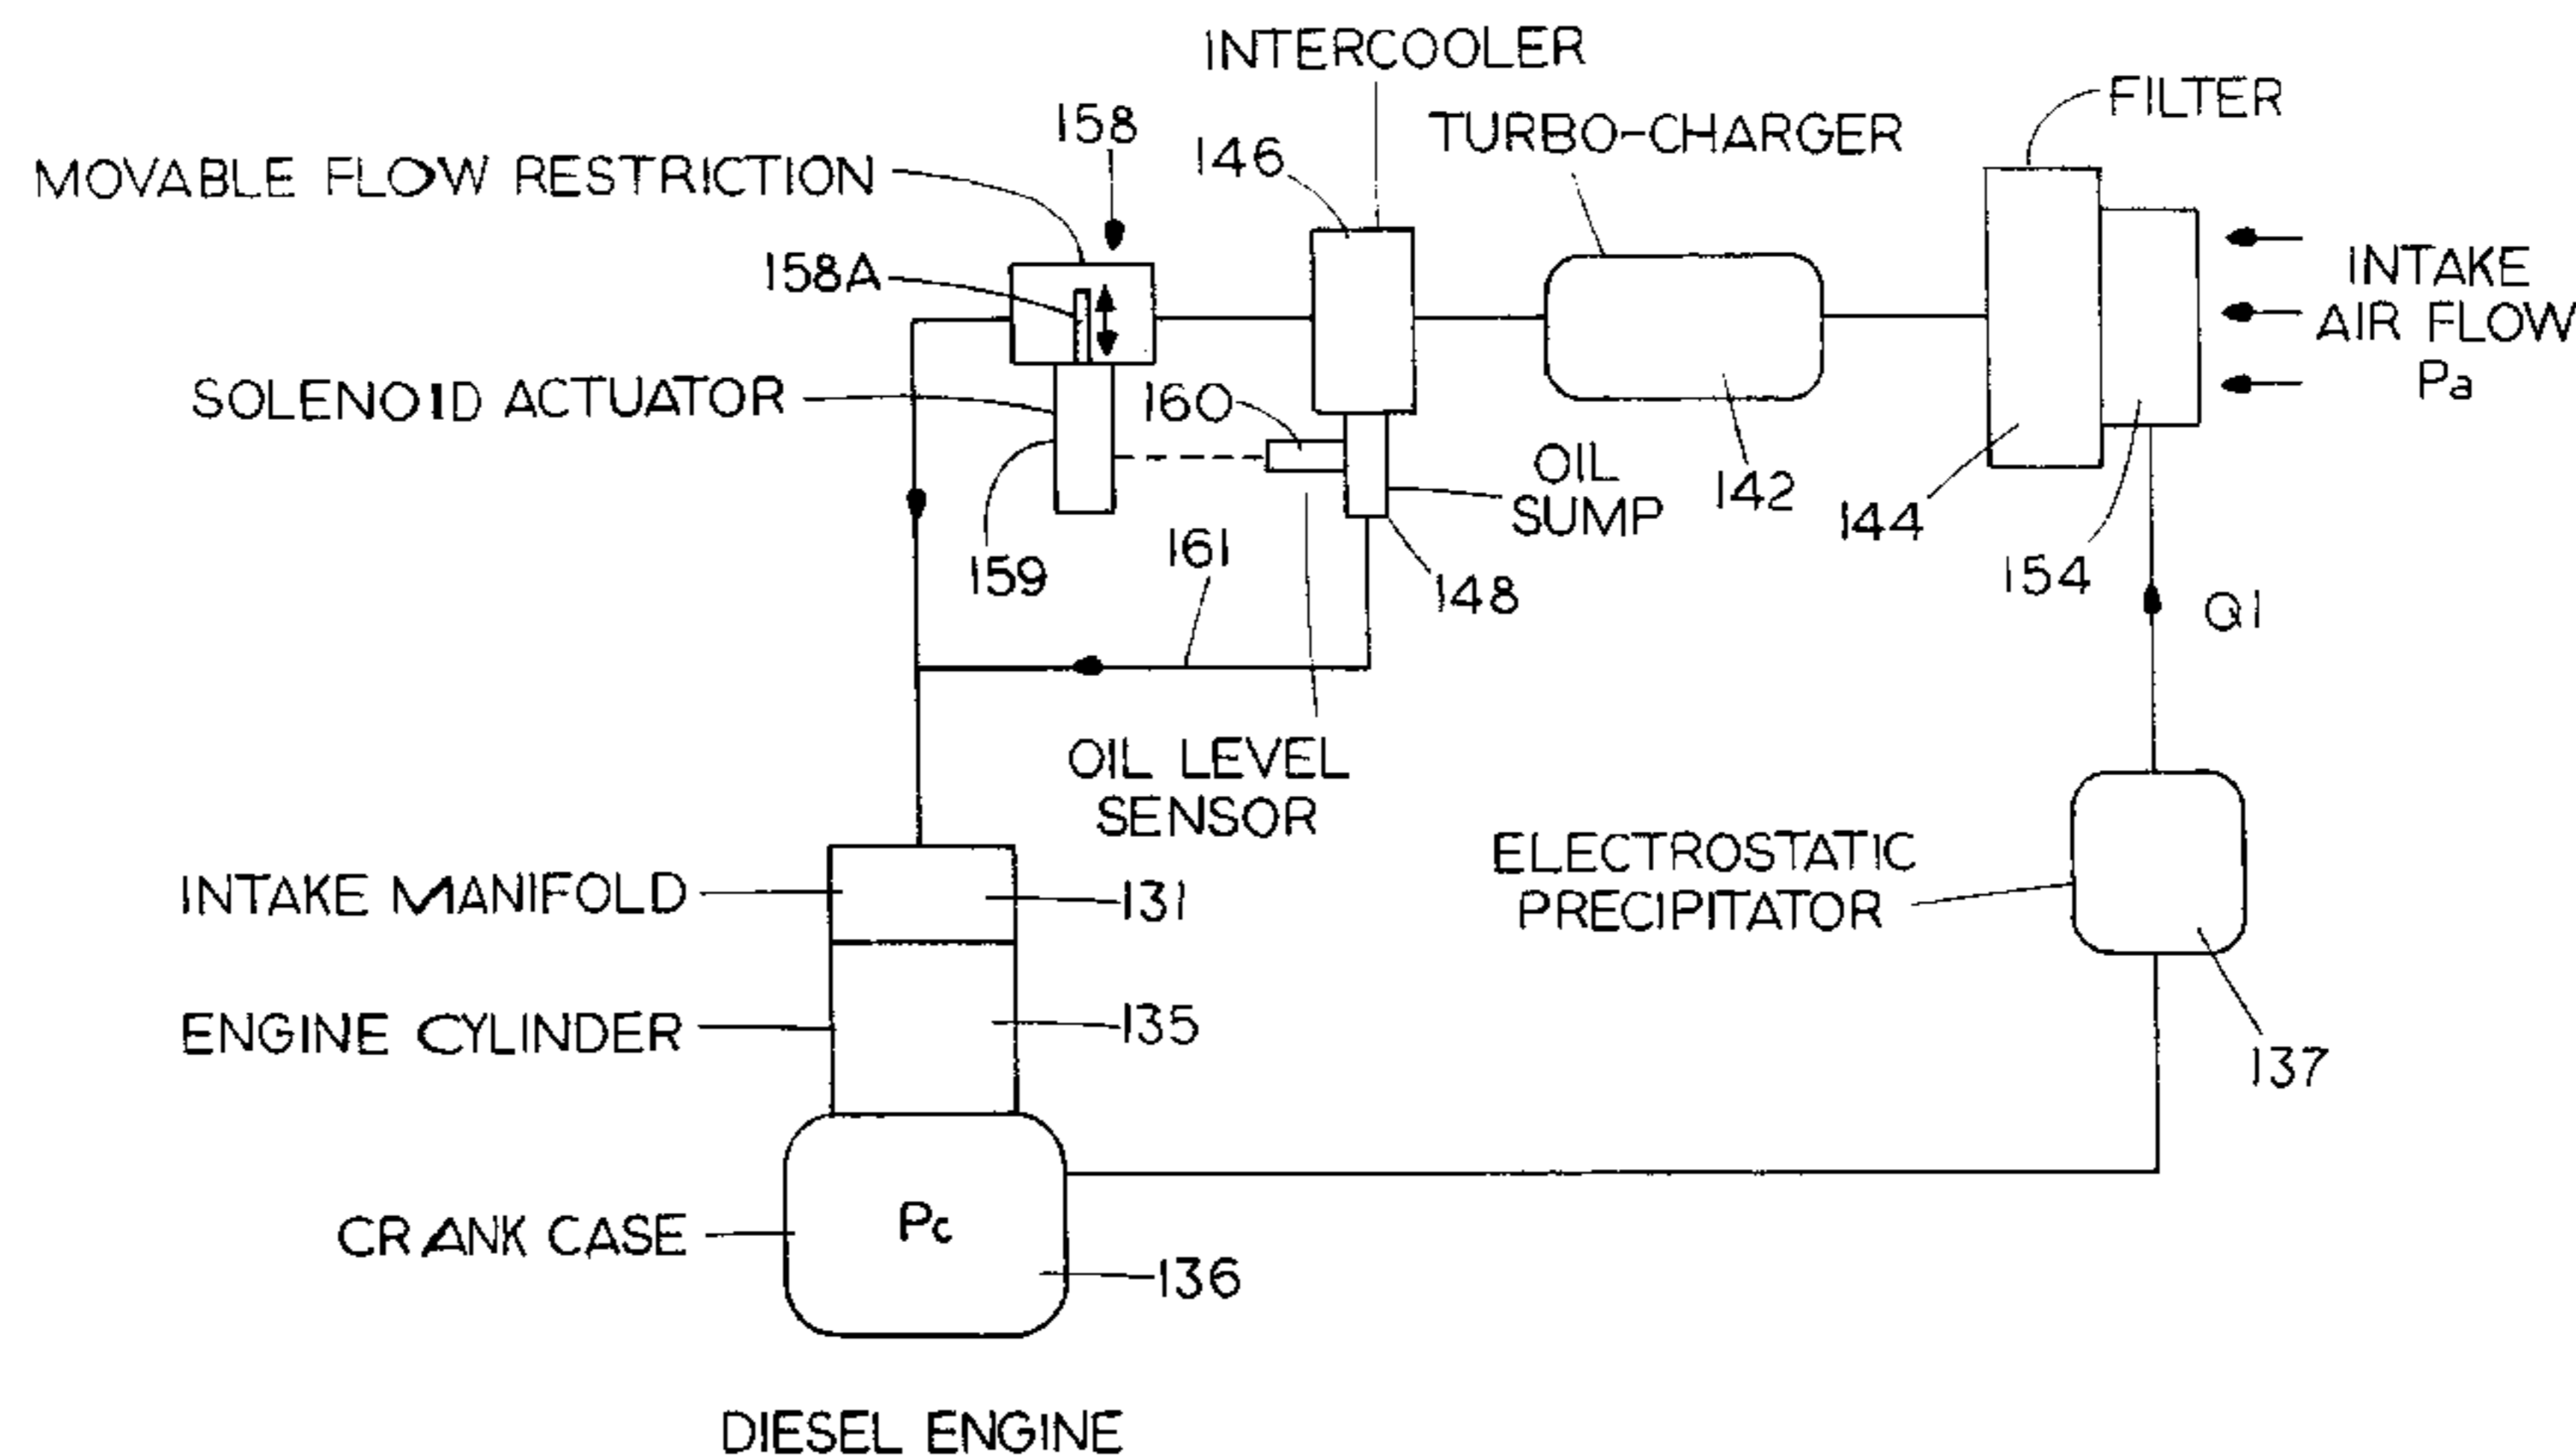 INTERCOOLER
FILTER
158
TURBO-CHARGER
146
MOVABLE FLOW RESTRICTION
158A
INTAKE
AIR FLOW
Pa
SOLENOID ACTUATOR
160
OIL
SUMP
142
144
154
159
161
148
Q1
OIL LEVEL
SENSOR
ELECTROSTATIC
PRECIPITATOR
INTAKE MANIFOLD
131
ENGINE CYLINDER
135
137
CRANK CASE
Pc
136
DIESEL ENGINE